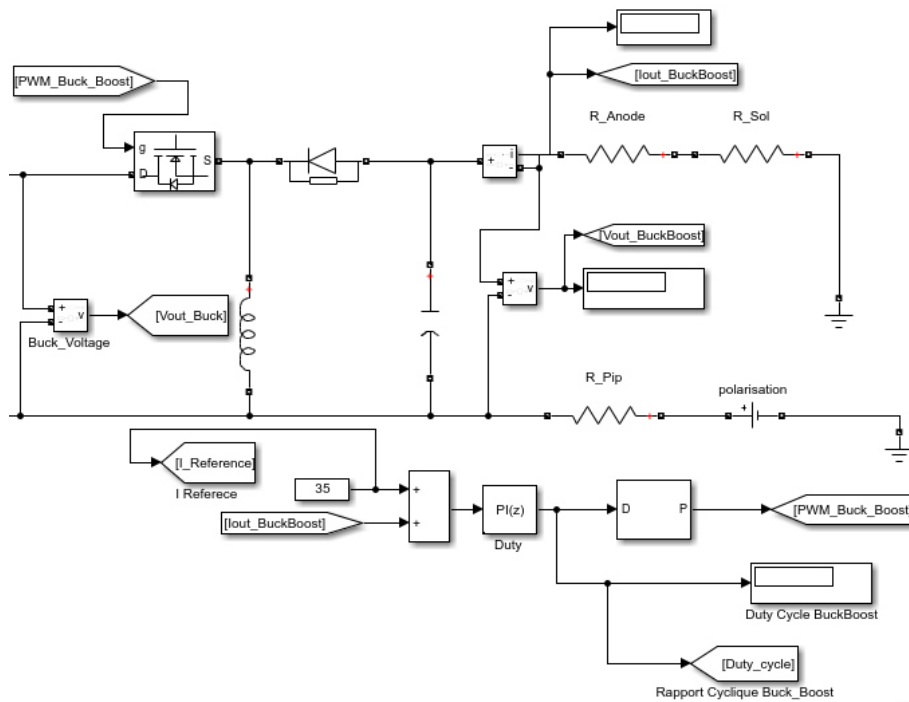 [PWM_Buck_Boost]
g
D
S
+
i
-
[Iout_BuckBoost]
R_Anode
R_Sol
+
-
v
[Vout_BuckBoost]
+
-
v
Buck_Voltage
[Vout_Buck]
R_Pip
polarisation
+
[I_Reference]
I Referece
35
[Iout_BuckBoost]
+
+
PI(z)
Duty
D
P
[PWM_Buck_Boost
Duty Cycle BuckBoost
[Duty_cycle]
Rapport Cyclique Buck_Boost